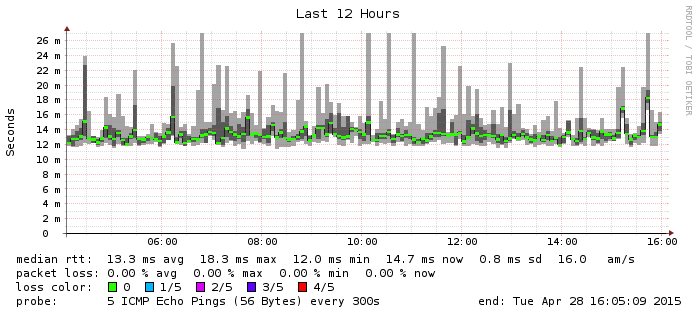 Last 12 Hours
RRDTOOL / TOBI OETIKER
Seconds
26 m
24 m
22 m
20 m
18 m
16 m
14 m
12 m
10 m
8 m
6 m
4 m
2 m
0
06:00 08:00 10:00 12:00 14:00 16:00
median rtt: 13.3 ms avg 18.3 ms max 12.0 ms min 14.7 ms now 0.8 ms sd 16.0 am/s
packet loss: 0.00 % avg 0.00 % max 0.00 % min 0.00 % now
loss color: 0 1/5 2/5 3/5 4/5
probe: 5 ICMP Echo Pings (56 Bytes) every 300s end: Tue Apr 28 16:05:09 2015